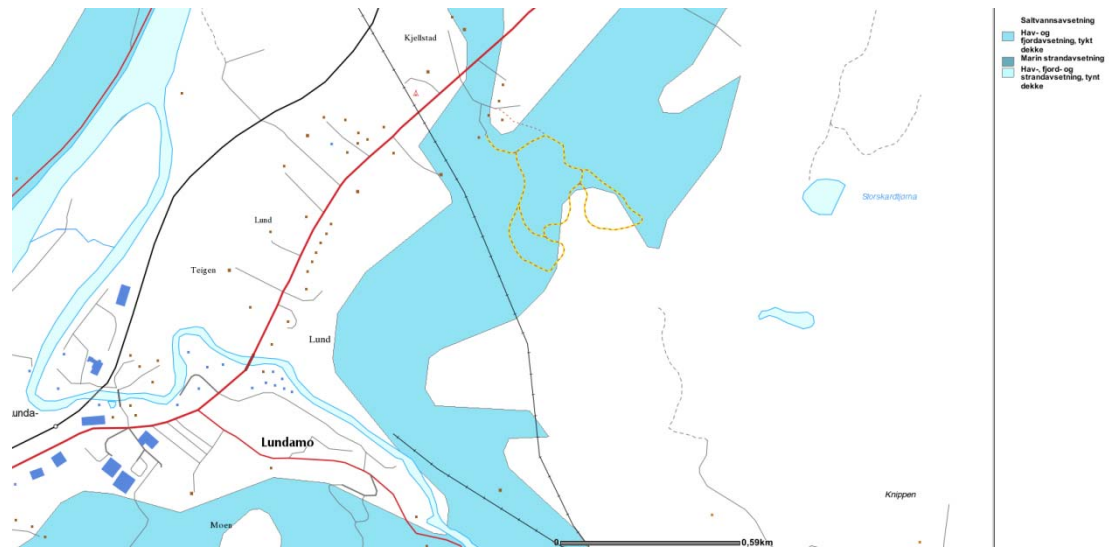 Saltvannsavsetning
Hav- og
fjordavsetning, tykt
dekke
Marin strandavsetning
Hav-, fjord- og
strandavsetning, tynt
dekke
Kjellstad
Storskardtjørna
Lund
Teigen
Lund
unda-
Lundamo
Knippen
Moen
0
0,59km